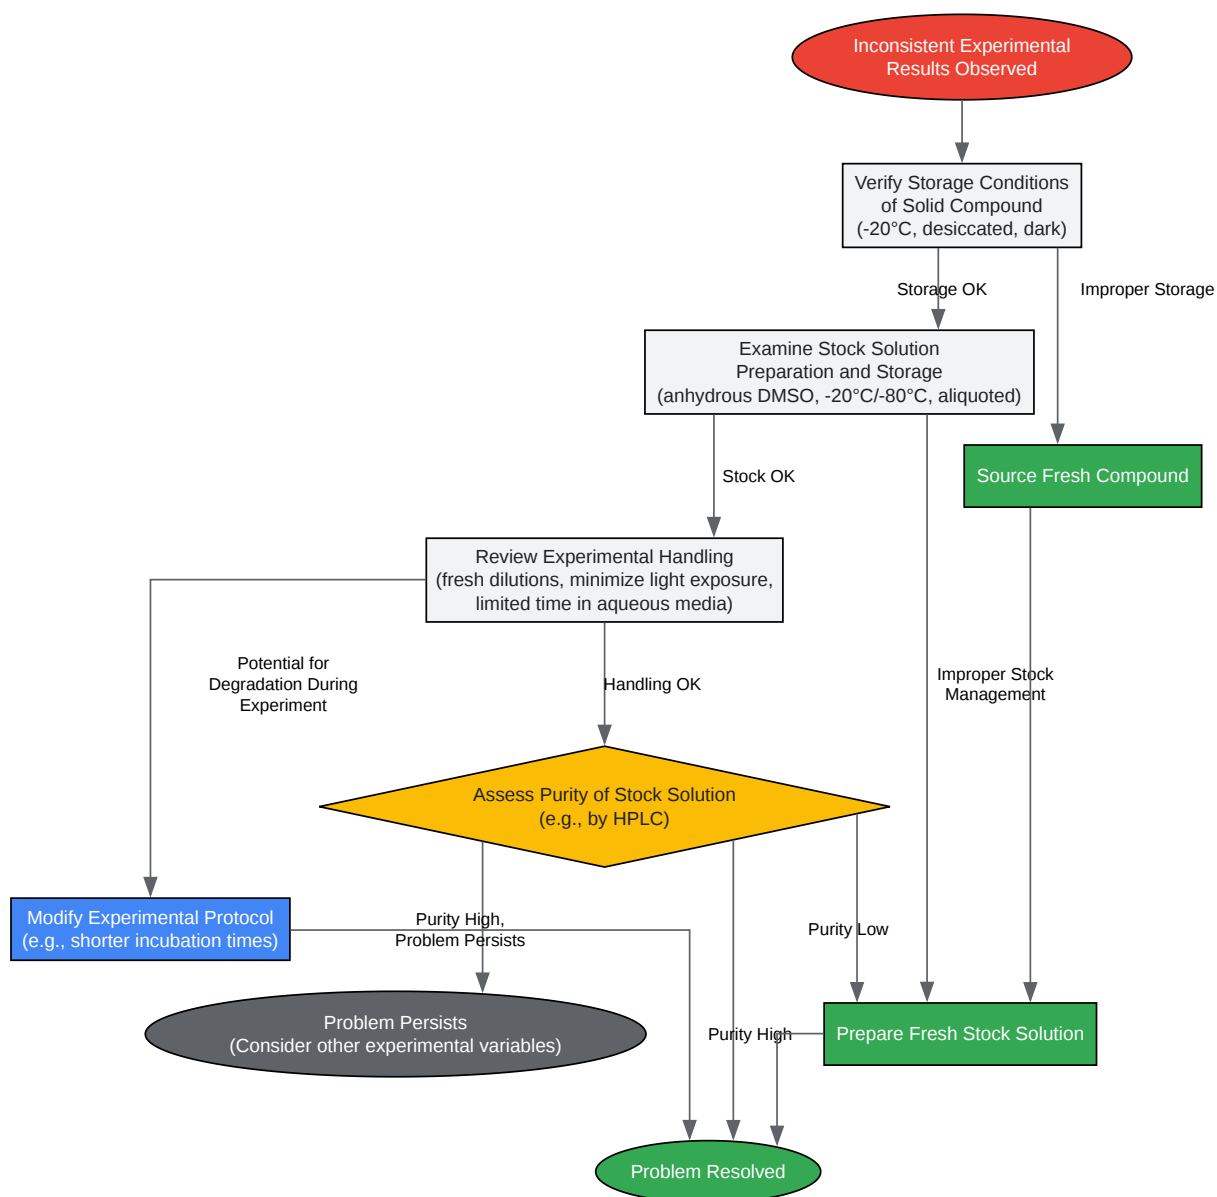 Inconsistent Experimental
Results Observed
Verify Storage Conditions
of Solid Compound
(-20°C, desiccated, dark)
Storage OK
Improper Storage
Examine Stock Solution
Preparation and Storage
(anhydrous DMSO, -20°C/-80°C, aliquoted)
Stock OK
Source Fresh Compound
Review Experimental Handling
(fresh dilutions, minimize light exposure,
limited time in aqueous media)
Potential for
Degradation During
Experiment
Handling OK
Improper Stock
Management
Assess Purity of Stock Solution
(e.g., by HPLC)
Modify Experimental Protocol
(e.g., shorter incubation times)
Purity High,
Problem Persists
Purity Low
Problem Persists
(Consider other experimental variables)
Purity High
Prepare Fresh Stock Solution
Problem Resolved